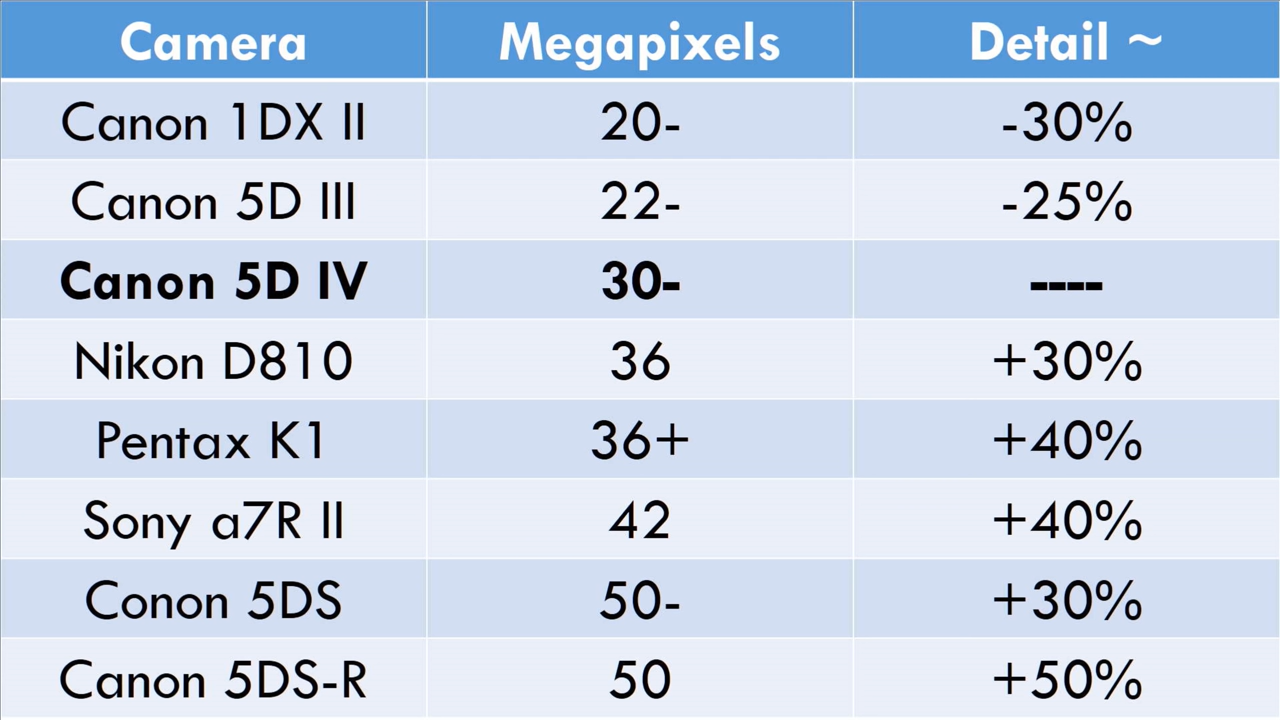 Camera Megapixels Detail ~
Canon 1DX II 20- -30%
Canon 5D III 22- -25%
Canon 5D IV 30- ----
Nikon D810 36 +30%
Pentax K1 36+ +40%
Sony a7R II 42 +40%
Conon 5DS 50- +30%
Canon 5DS-R 50 +50%